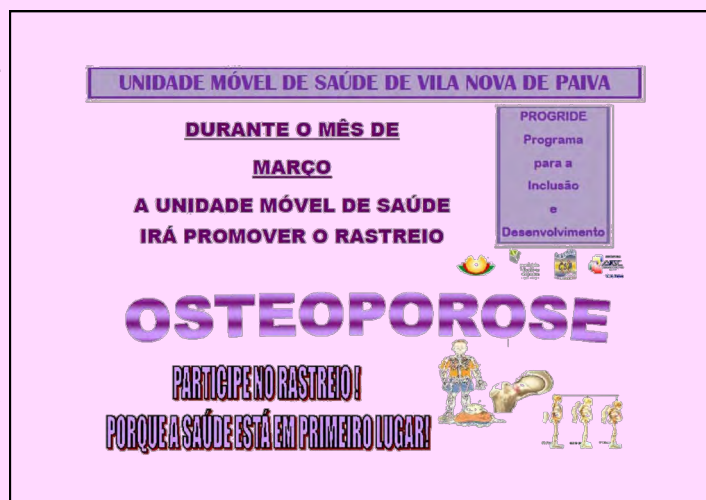 UNIDADE MÓVEL DE SAÚDE DE VILA NOVA DE PAIVA
DURANTE O MÊS DE
MARÇO
A UNIDADE MÓVEL DE SAÚDE
IRÁ PROMOVER O RASTREIO
PROGRIDE
Programa
para a
Inclusão
e
Desenvolvimento
OSTEOPOROSE
PARTICIPE NO RASTREIO !
PORQUE A SAÚDE ESTÁ EM PRIMEIRO LUGAR!